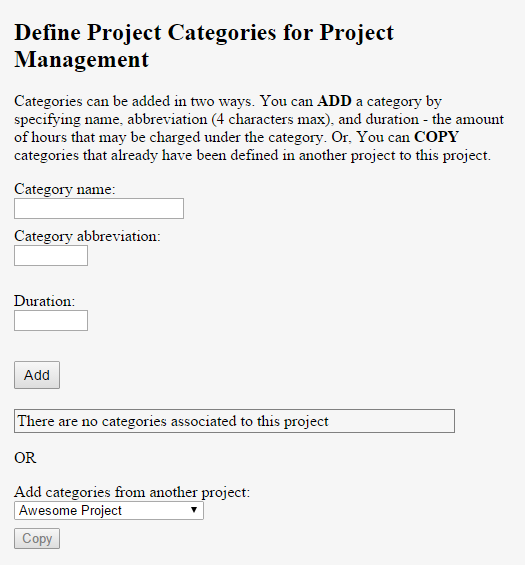 Define Project Categories for Project
Management
Categories can be added in two ways. You can ADD a category by
specifying name, abbreviation (4 characters max), and duration - the amount
of hours that may be charged under the category. Or, You can COPY
categories that already have been defined in another project to this project.
Category name:
Category abbreviation:
Duration:
Add
There are no categories associated to this project
OR
Add categories from another project:
Awesome Project
Copy